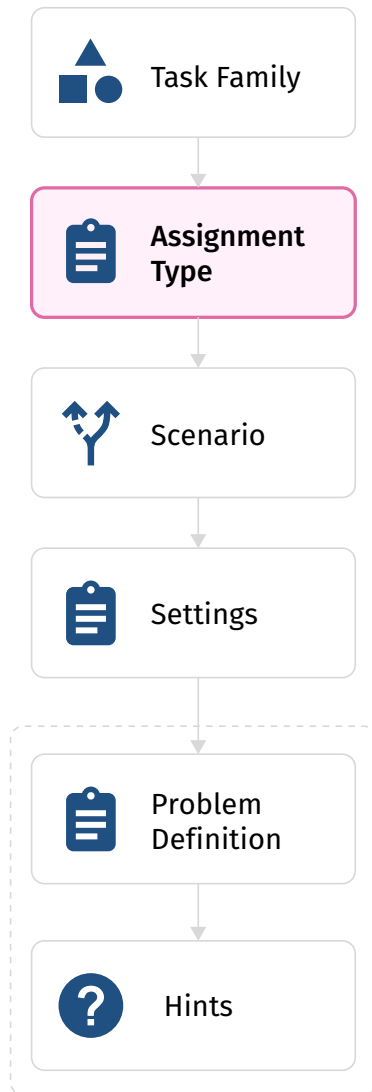 Task Family
Assignment
Type
Scenario
Settings
Problem
Definition
Hints